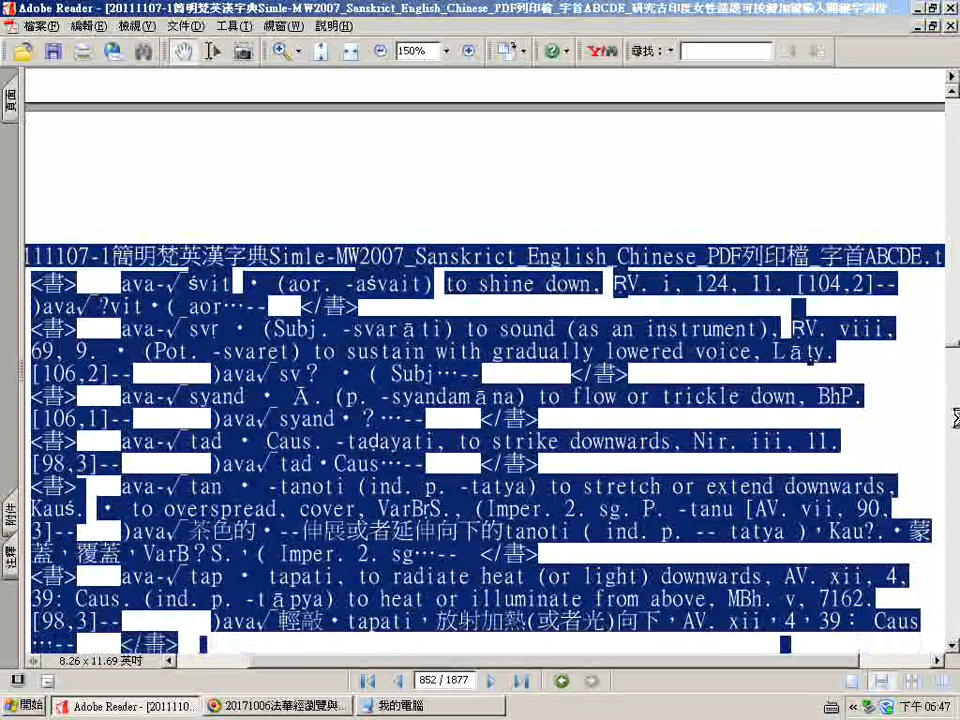 Adobe Reader - [20111107-1簡明梵英漢字典Simle-MW2007_Sanskrict_English_Chinese_PDF列印檔_字首ABCDE_研究古印度女性議題可按鍵加鍵輸入關鍵字詞搜...
檔案(F) 編輯(E) 檢視(V) 文件(D) 工具(T) 視窗(W) 說明(H)
150% 尋找:
頁面
111107-1簡明梵英漢字典Simle-MW2007_Sanskrict_English_Chinese_PDF列印檔_字首ABCDE.t
<書> ava-√ śvit ‧ (aor. -aśvait) to shine down, RV. i, 124, 11. [104,2]--
)ava√ ?vit‧( aor…-- </書>
<書> ava-√ svṛ ‧ (Subj. -svarāti) to sound (as an instrument), RV. viii,
69, 9. ‧ (Pot. -svaret) to sustain with gradually lowered voice, Lāṭy.
[106,2]-- )ava√ sv? ‧ ( Subj…-- </書>
<書> ava-√ syand ‧ Ā. (p. -syandamāna) to flow or trickle down, BhP.
[106,1]-- )ava√ syand‧?…-- </書>
<書> ava-√ taḍ ‧ Caus. -tadayati, to strike downwards, Nir. iii, 11.
[98,3]-- )ava√ tad‧Caus…-- </書>
<書> ava-√ tan ‧ -tanoti (ind. p. -tatya) to stretch or extend downwards,
Kauś. ‧ to overspread, cover, VarBṛS., (Imper. 2. sg. P. -tanu [AV. vii, 90,
3]-- )ava√ 茶色的‧--伸展或者延伸向下的tanoti ( ind. p. -- tatya ),Kau?.‧蒙
蓋,覆蓋,VarB?S.,( Imper. 2. sg…-- </書>
<書> ava-√ tap ‧ tapati, to radiate heat (or light) downwards, AV. xii, 4,
39: Caus. (ind. p. -tāpya) to heat or illuminate from above, MBh. v, 7162.
[98,3]-- )ava√ 輕敲‧tapati,放射加熱(或者光)向下,AV. xii,4,39: Caus
…-- </書>
附件
注釋
8.26 x 11.69 英吋
852 / 1877
開始 Adobe Reader - [2011110... 20171006法華經瀏覽與... 我的電腦 下午 06:47